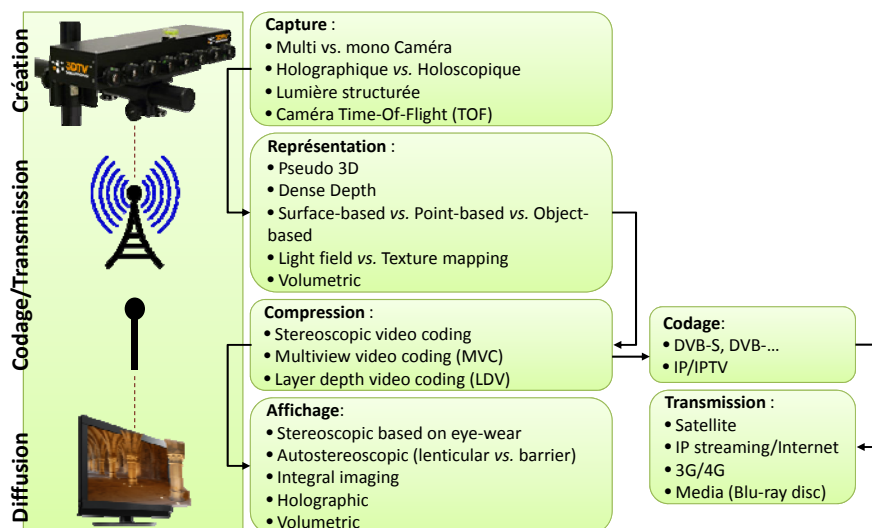 Création
Codage/Transmission
Diffusion
3DTV
Capture :
• Multi vs. mono Caméra
• Holographique vs. Holoscopique
• Lumière structurée
• Caméra Time-Of-Flight (TOF)
Représentation :
• Pseudo 3D
• Dense Depth
• Surface-based vs. Point-based vs. Object-
based
• Light field vs. Texture mapping
• Volumetric
Compression :
• Stereoscopic video coding
• Multiview video coding (MVC)
• Layer depth video coding (LDV)
Affichage:
• Stereoscopic based on eye-wear
• Autostereoscopic (lenticular vs. barrier)
• Integral imaging
• Holographic
• Volumetric
Codage:
• DVB-S, DVB-...
• IP/IPTV
Transmission :
• Satellite
• IP streaming/Internet
• 3G/4G
• Media (Blu-ray disc)